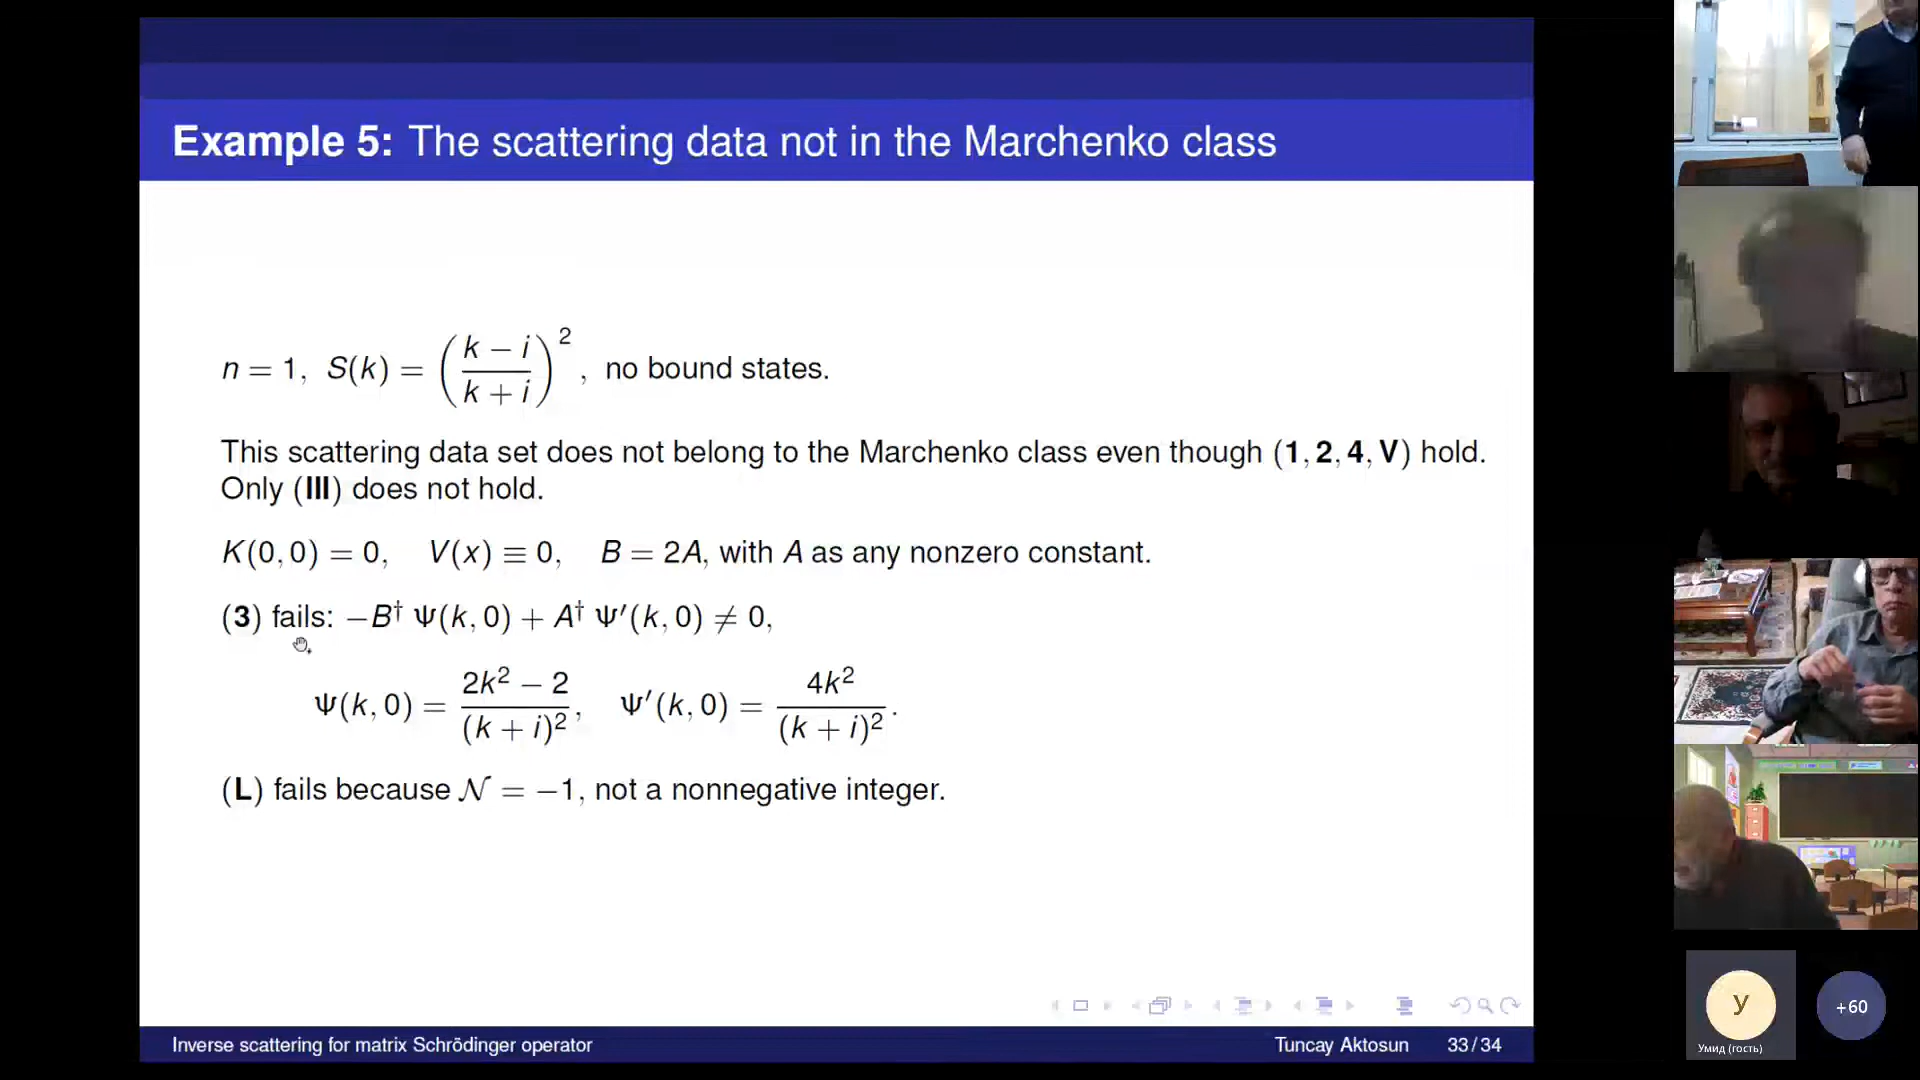 Example 5: The scattering data not in the Marchenko class
n = 1, S(k) = ((k − i)/(k + i))², no bound states.
This scattering data set does not belong to the Marchenko class even though (1, 2, 4, V) hold.
Only (III) does not hold.
K(0, 0) = 0, V(x) ≡ 0, B = 2A, with A as any nonzero constant.
(3) fails: −B† Ψ(k, 0) + A† Ψ′(k, 0) ≠ 0,
Ψ(k, 0) = (2k² − 2)/(k + i)², Ψ′(k, 0) = 4k²/(k + i)².
(L) fails because 𝒩 = −1, not a nonnegative integer.
Inverse scattering for matrix Schrödinger operator
Tuncay Aktosun 33 / 34
У
Умид (гость)
+60